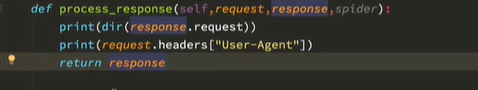 def process_response(self,request,response,spider):
print(dir(response.request))
print(request.headers["User-Agent"])
return response